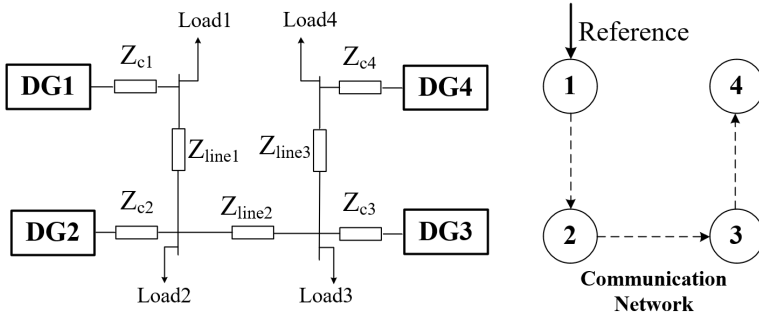 Load1
Load4
Reference
Zc1
Zc4
DG1
DG4
1
4
Zline1
Zline3
Zc2
Zline2
Zc3
DG2
DG3
2
3
Load2
Load3
Communication
Network